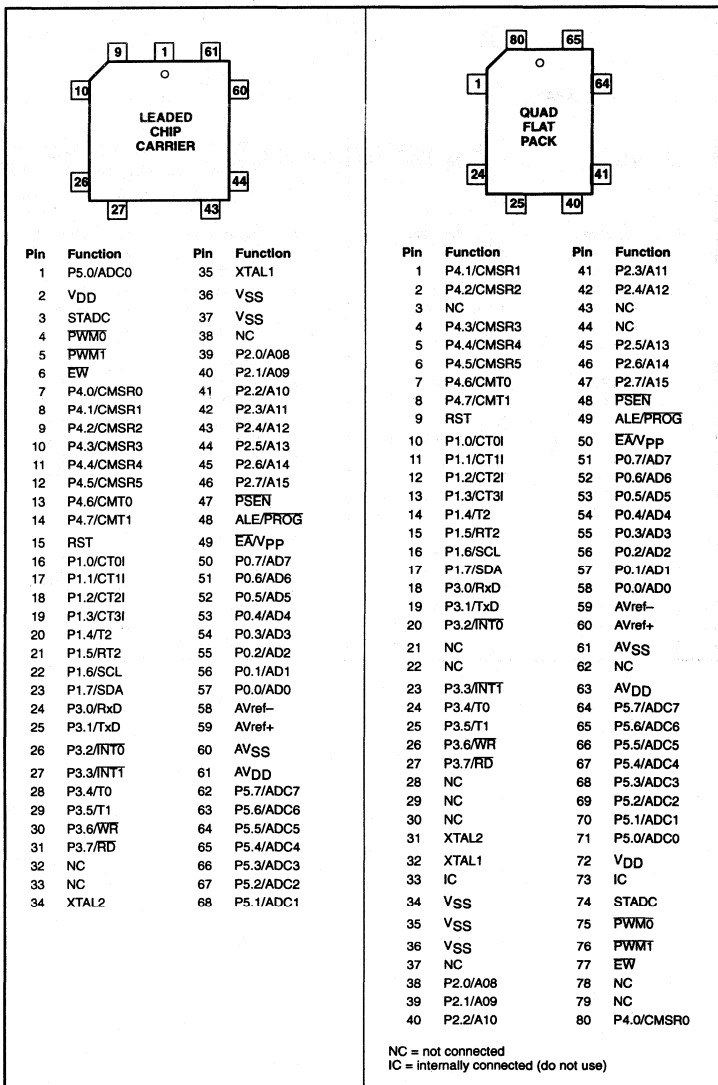 9 1 61
10 60
LEADED
CHIP
CARRIER
26 44
27 43
Pin Function Pin Function
1 P5.0/ADC0 35 XTAL1
2 VDD 36 VSS
3 STADC 37 VSS
4 PWM0 38 NC
5 PWM1 39 P2.0/A08
6 EW 40 P2.1/A09
7 P4.0/CMSR0 41 P2.2/A10
8 P4.1/CMSR1 42 P2.3/A11
9 P4.2/CMSR2 43 P2.4/A12
10 P4.3/CMSR3 44 P2.5/A13
11 P4.4/CMSR4 45 P2.6/A14
12 P4.5/CMSR5 46 P2.7/A15
13 P4.6/CMT0 47 PSEN
14 P4.7/CMT1 48 ALE/PROG
15 RST 49 EA/VPP
16 P1.0/CT0I 50 P0.7/AD7
17 P1.1/CT1I 51 P0.6/AD6
18 P1.2/CT2I 52 P0.5/AD5
19 P1.3/CT3I 53 P0.4/AD4
20 P1.4/T2 54 P0.3/AD3
21 P1.5/RT2 55 P0.2/AD2
22 P1.6/SCL 56 P0.1/AD1
23 P1.7/SDA 57 P0.0/AD0
24 P3.0/RxD 58 AVref–
25 P3.1/TxD 59 AVref+
26 P3.2/INT0 60 AVSS
27 P3.3/INT1 61 AVDD
28 P3.4/T0 62 P5.7/ADC7
29 P3.5/T1 63 P5.6/ADC6
30 P3.6/WR 64 P5.5/ADC5
31 P3.7/RD 65 P5.4/ADC4
32 NC 66 P5.3/ADC3
33 NC 67 P5.2/ADC2
34 XTAL2 68 P5.1/ADC1
80 65
1 64
QUAD
FLAT
PACK
24 41
25 40
Pin Function Pin Function
1 P4.1/CMSR1 41 P2.3/A11
2 P4.2/CMSR2 42 P2.4/A12
3 NC 43 NC
4 P4.3/CMSR3 44 NC
5 P4.4/CMSR4 45 P2.5/A13
6 P4.5/CMSR5 46 P2.6/A14
7 P4.6/CMT0 47 P2.7/A15
8 P4.7/CMT1 48 PSEN
9 RST 49 ALE/PROG
10 P1.0/CT0I 50 EA/VPP
11 P1.1/CT1I 51 P0.7/AD7
12 P1.2/CT2I 52 P0.6/AD6
13 P1.3/CT3I 53 P0.5/AD5
14 P1.4/T2 54 P0.4/AD4
15 P1.5/RT2 55 P0.3/AD3
16 P1.6/SCL 56 P0.2/AD2
17 P1.7/SDA 57 P0.1/AD1
18 P3.0/RxD 58 P0.0/AD0
19 P3.1/TxD 59 AVref–
20 P3.2/INT0 60 AVref+
21 NC 61 AVSS
22 NC 62 NC
23 P3.3/INT1 63 AVDD
24 P3.4/T0 64 P5.7/ADC7
25 P3.5/T1 65 P5.6/ADC6
26 P3.6/WR 66 P5.5/ADC5
27 P3.7/RD 67 P5.4/ADC4
28 NC 68 P5.3/ADC3
29 NC 69 P5.2/ADC2
30 NC 70 P5.1/ADC1
31 XTAL2 71 P5.0/ADC0
32 XTAL1 72 VDD
33 IC 73 IC
34 VSS 74 STADC
35 VSS 75 PWM0
36 VSS 76 PWM1
37 NC 77 EW
38 P2.0/A08 78 NC
39 P2.1/A09 79 NC
40 P2.2/A10 80 P4.0/CMSR0
NC = not connected
IC = internally connected (do not use)